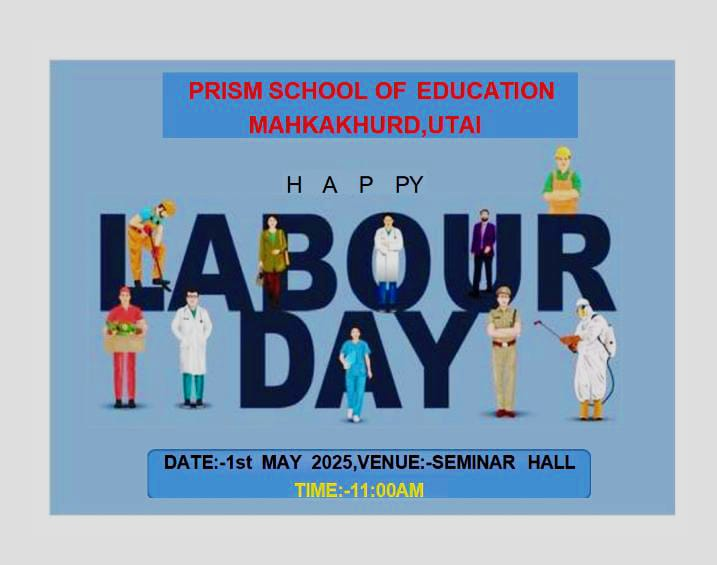 PRISM SCHOOL OF EDUCATION
MAHKAKHURD,UTAI
H A P PY
LABOUR
DAY
DATE:-1st MAY 2025,VENUE:-SEMINAR HALL
TIME:-11:00AM